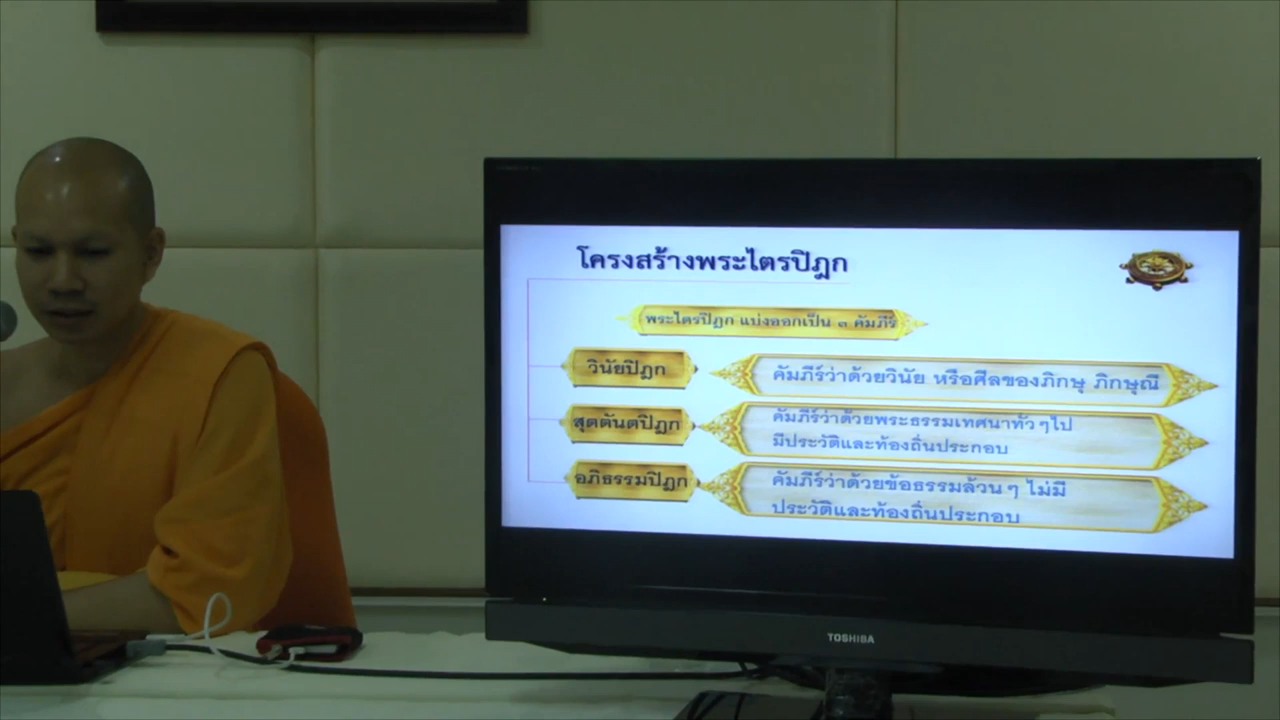 โครงสร้างพระไตรปิฎก
พระไตรปิฎก แบ่งออกเป็น ๓ คัมภีร์
วินัยปิฎก
คัมภีร์ว่าด้วยวินัย หรือศีลของภิกษุ ภิกษุณี
สุตตันตปิฎก
คัมภีร์ว่าด้วยพระธรรมเทศนาทั่วๆไป
มีประวัติและท้องถิ่นประกอบ
อภิธรรมปิฎก
คัมภีร์ว่าด้วยข้อธรรมล้วนๆ ไม่มี
ประวัติและท้องถิ่นประกอบ
TOSHIBA